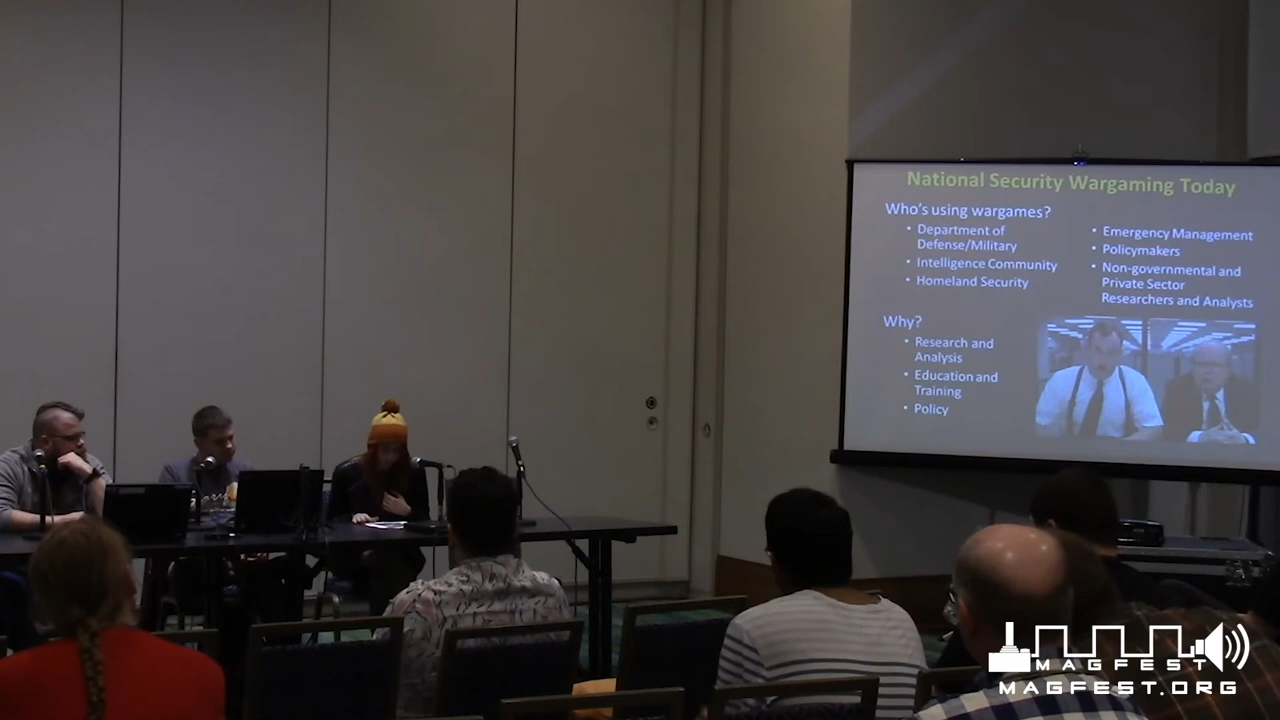 National Security Wargaming Today
Who's using wargames?
• Department of
Defense/Military
• Intelligence Community
• Homeland Security
• Emergency Management
• Policymakers
• Non-governmental and
Private Sector
Researchers and Analysts
Why?
• Research and
Analysis
• Education and
Training
• Policy
MAGFEST
MAGFEST.ORG